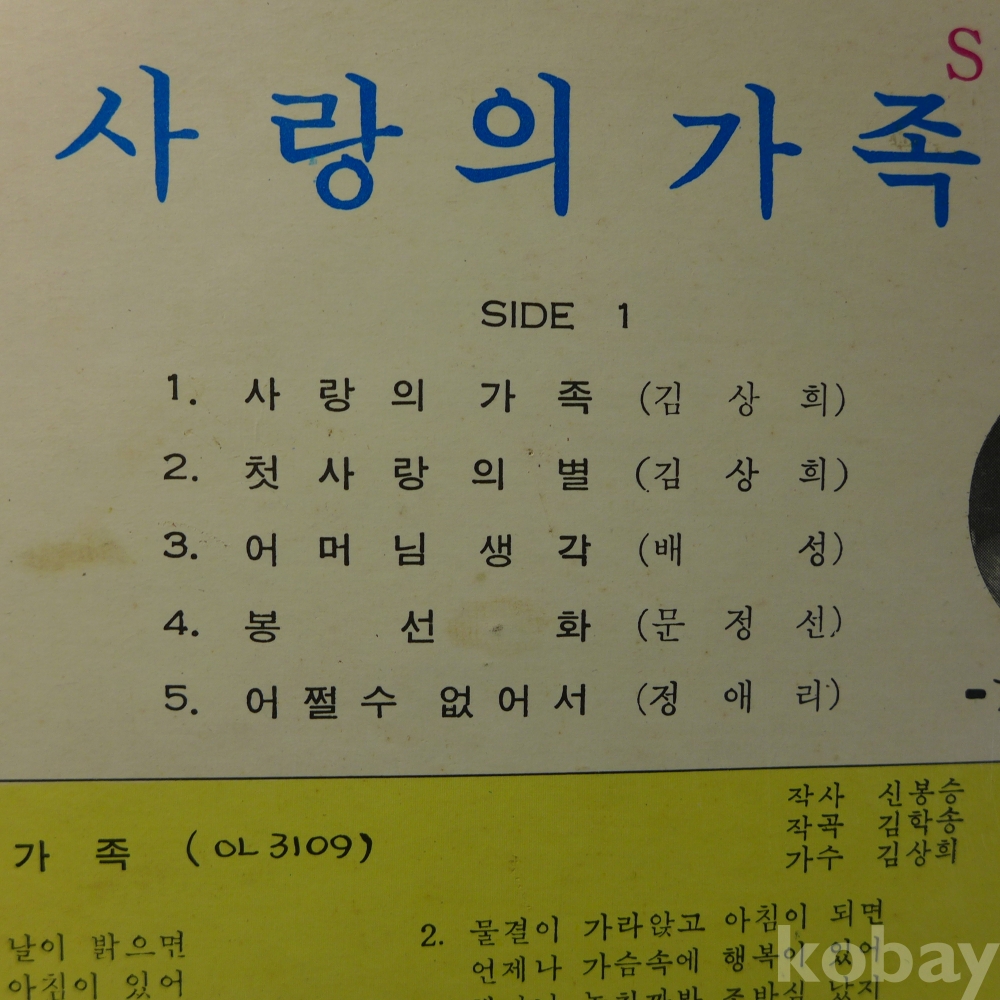 S
사랑의 가족
SIDE 1
1. 사랑의 가족 (김상희)
2. 첫사랑의 별 (김상희)
3. 어머님 생각 (배성)
4. 봉선화 (문정선)
5. 어쩔수 없어서 (정애리)
작사 신봉승
작곡 김학송
가수 김상희
가족 (OL 3109)
날이 밝으면
아침이 있어
2. 물결이 가라앉고 아침이 되면
언제나 가슴속에 행복이 있어
kobay